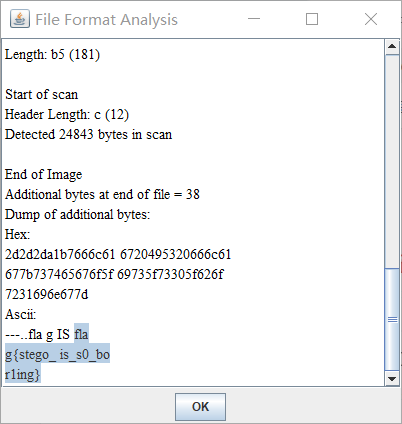 File Format Analysis
Length: b5 (181)
Start of scan
Header Length: c (12)
Detected 24843 bytes in scan
End of Image
Additional bytes at end of file = 38
Dump of additional bytes:
Hex:
2d2d2da1b7666c61 6720495320666c61
677b737465676f5f 69735f73305f626f
7231696e677d
Ascii:
---..fla g IS fla
g{stego_ is_s0_bo
r1ing}
OK